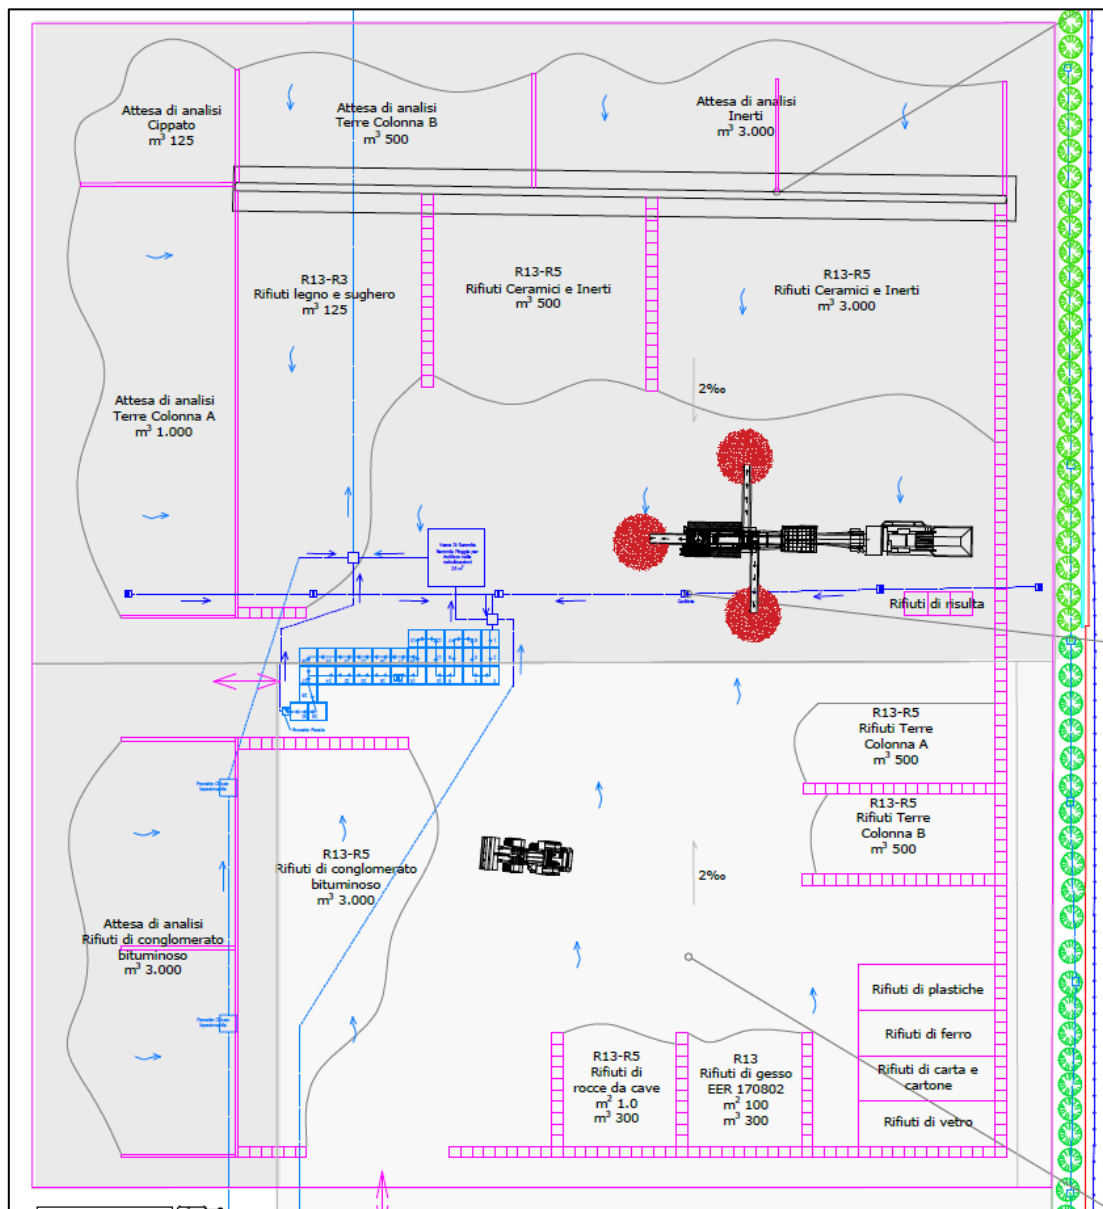 Attesa di analisi
Cippato
m³ 125
Attesa di analisi
Terre Colonna B
m³ 500
Attesa di analisi
Inerti
m³ 3.000
R13-R3
Rifiuti legno e sughero
m³ 125
R13-R5
Rifiuti Ceramici e Inerti
m³ 500
R13-R5
Rifiuti Ceramici e Inerti
m³ 3.000
2‰
Attesa di analisi
Terre Colonna A
m³ 1.000
Rifiuti di risulta
R13-R5
Rifiuti Terre
Colonna A
m³ 500
R13-R5
Rifiuti Terre
Colonna B
m³ 500
2‰
R13-R5
Rifiuti di conglomerato
bituminoso
m³ 3.000
Attesa di analisi
Rifiuti di conglomerato
bituminoso
m³ 3.000
Rifiuti di plastiche
Rifiuti di ferro
Rifiuti di carta e
cartone
Rifiuti di vetro
R13-R5
Rifiuti di
rocce da cave
m² 1.0
m³ 300
R13
Rifiuti di gesso
EER 170802
m² 100
m³ 300